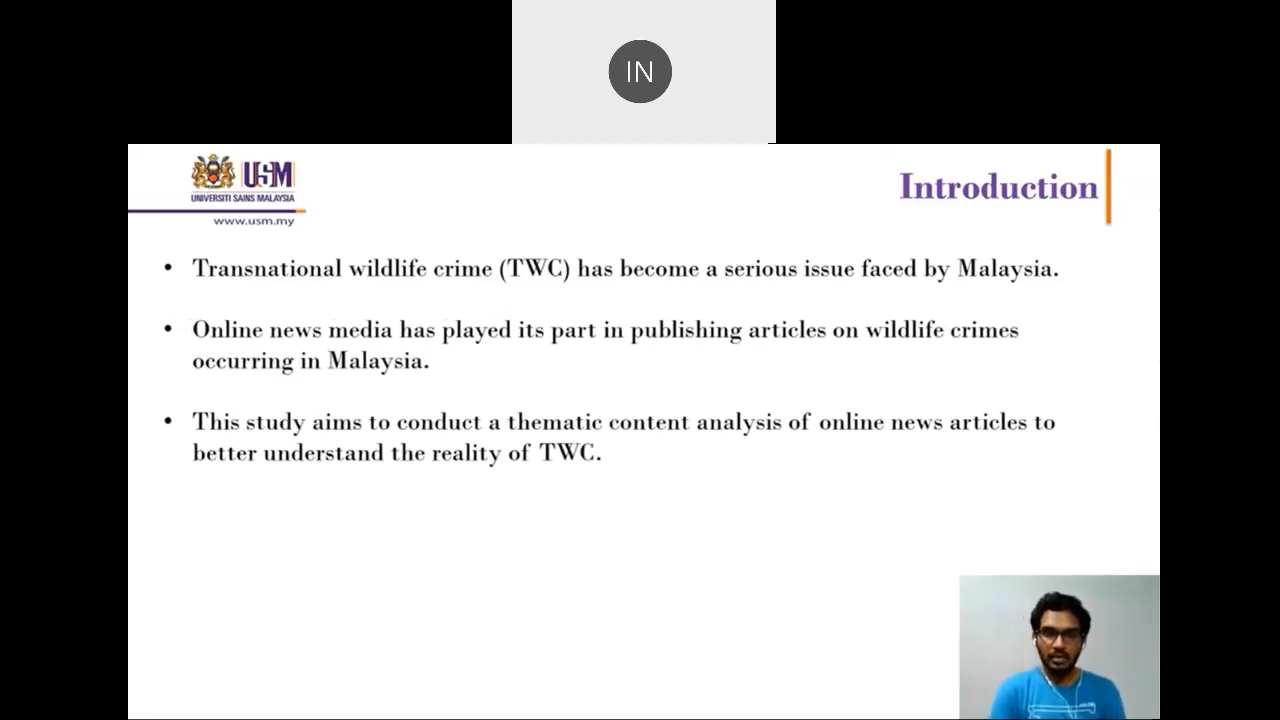 IN
USM
UNIVERSITI SAINS MALAYSIA
www.usm.my
Introduction
• Transnational wildlife crime (TWC) has become a serious issue faced by Malaysia.
• Online news media has played its part in publishing articles on wildlife crimes
occurring in Malaysia.
• This study aims to conduct a thematic content analysis of online news articles to
better understand the reality of TWC.